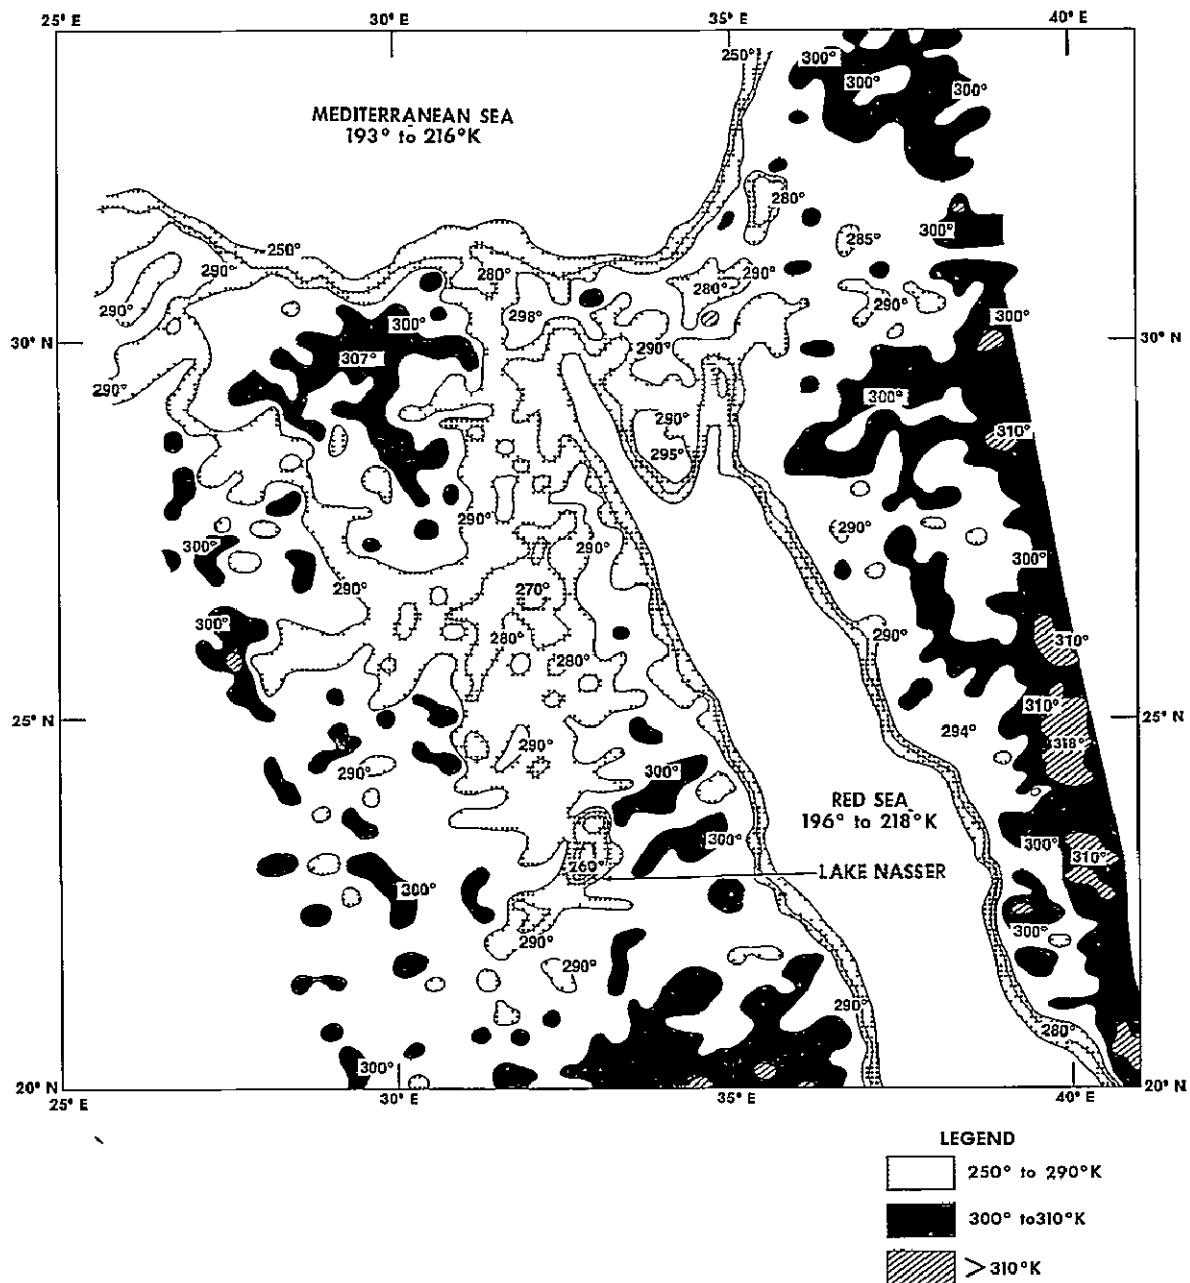 25° E 30° E 35° E 40° E
250°
300°
300° 300°
MEDITERRANEAN SEA
193° to 216°K
280°
300°
285°
250°
290° 280° 290°
280°
290°
290° 298° 300° 300°
30° N 30° N
290°
307°
290° 300°
290°
310°
295°
290° 290°
300° 290° 300°
290° 270°
300° 280° 290° 310°
280°
25° N 310° 25° N
294°
290° 318°
290° 300°
RED SEA
196° to 218°K
300° 300°
310°
260° LAKE NASSER
300°
300°
290°
290°
290°
280°
300°
20° N 20° N
25° E 30° E 35° E 40° E
LEGEND
250° to 290°K
300° to310°K
>310°K